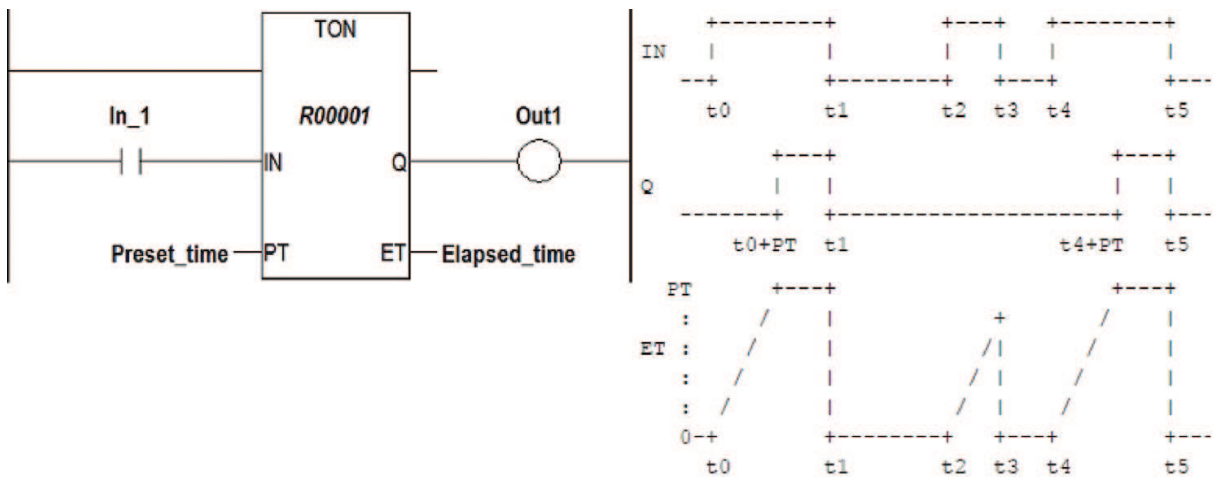 TON
R00001
In_1
Out1
IN
Q
Preset_time
PT
ET
Elapsed_time
IN
t0 t1 t2 t3 t4 t5
Q
t0+PT t1 t4+PT t5
PT
:
ET :
:
:
0
t0 t1 t2 t3 t4 t5